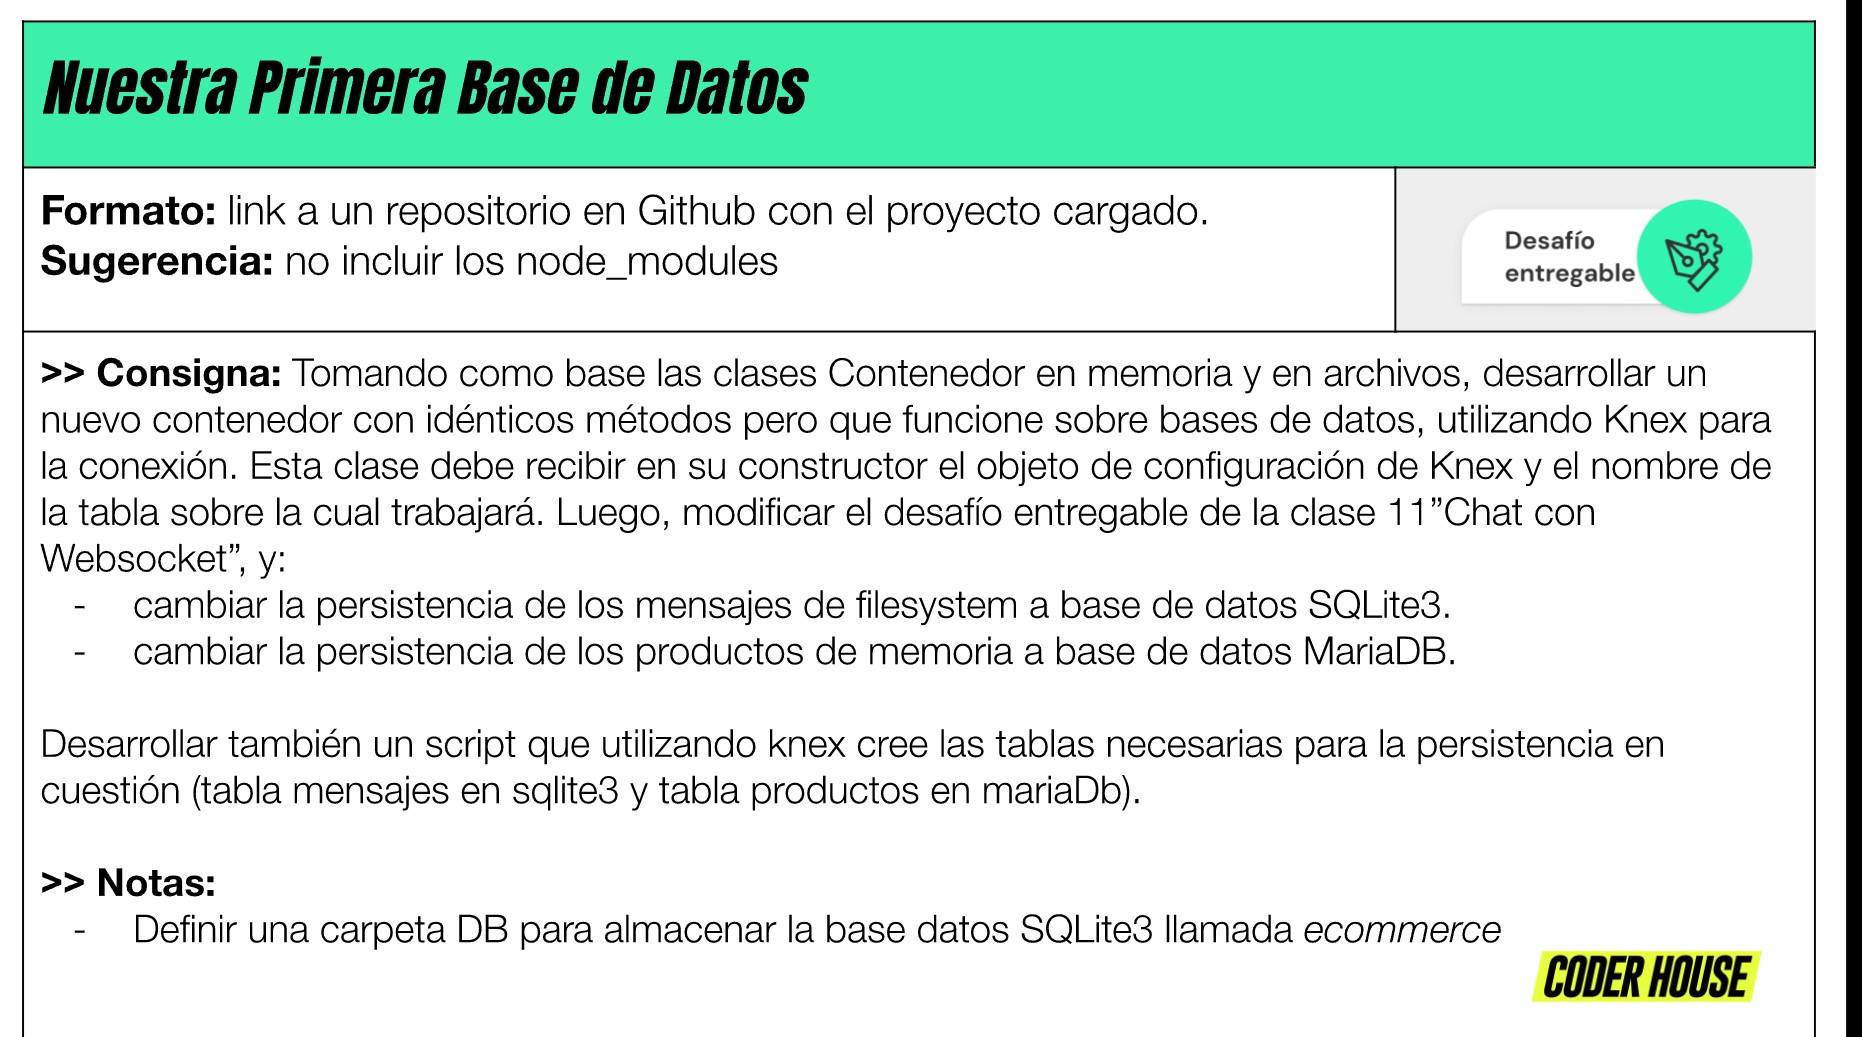 Nuestra Primera Base de Datos
Formato: link a un repositorio en Github con el proyecto cargado.
Sugerencia: no incluir los node_modules
Desafío
entregable
>> Consigna: Tomando como base las clases Contenedor en memoria y en archivos, desarrollar un
nuevo contenedor con idénticos métodos pero que funcione sobre bases de datos, utilizando Knex para
la conexión. Esta clase debe recibir en su constructor el objeto de configuración de Knex y el nombre de
la tabla sobre la cual trabajará. Luego, modificar el desafío entregable de la clase 11”Chat con
Websocket”, y:
- cambiar la persistencia de los mensajes de filesystem a base de datos SQLite3.
- cambiar la persistencia de los productos de memoria a base de datos MariaDB.
Desarrollar también un script que utilizando knex cree las tablas necesarias para la persistencia en
cuestión (tabla mensajes en sqlite3 y tabla productos en mariaDb).
>> Notas:
- Definir una carpeta DB para almacenar la base datos SQLite3 llamada ecommerce
CODER HOUSE